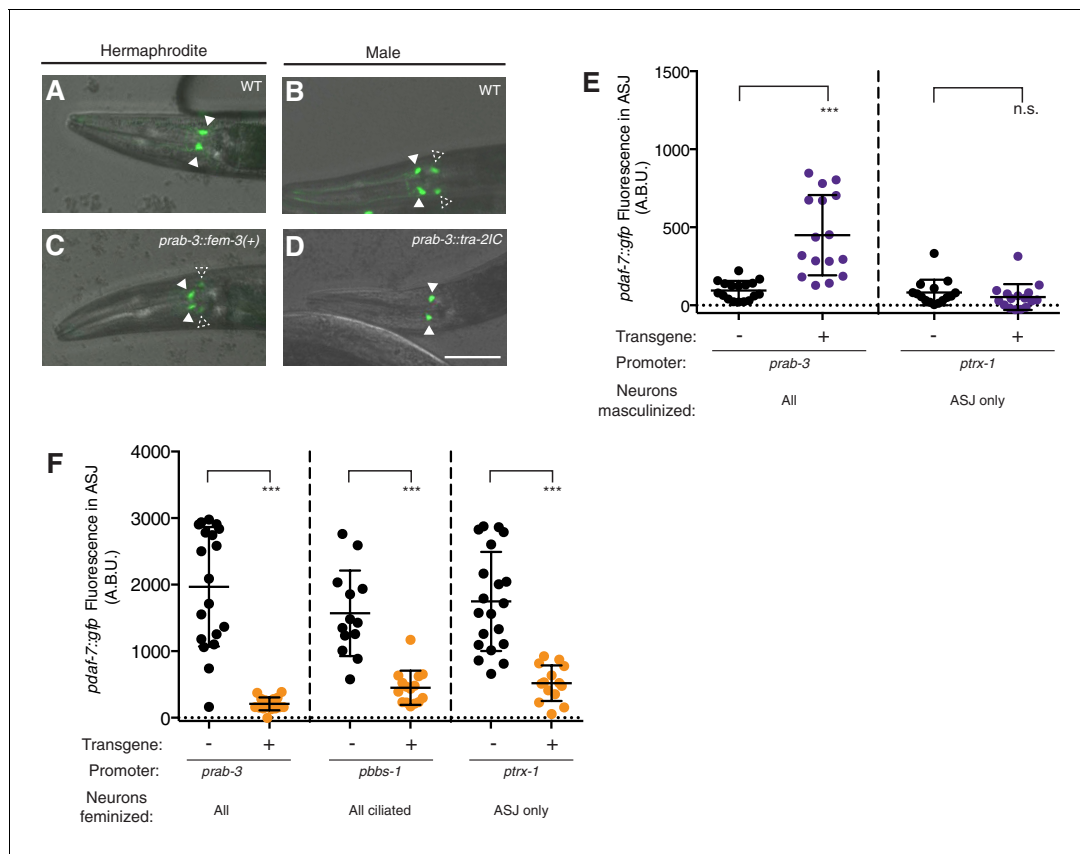 Hermaphrodite
Male
A
WT
B
WT
C
prab-3::fem-3(+)
D
prab-3::tra-2IC
E
pdaf-7::gfp Fluorescence in ASJ
(A.B.U.)
1500
1000
500
0
***
n.s.
Transgene: - + - +
Promoter: prab-3 ptrx-1
Neurons
masculinized: All ASJ only
F
pdaf-7::gfp Fluorescence in ASJ
(A.B.U.)
4000
3000
2000
1000
0
*** *** ***
Transgene: - + - + - +
Promoter: prab-3 pbbs-1 ptrx-1
Neurons
feminized: All All ciliated ASJ only